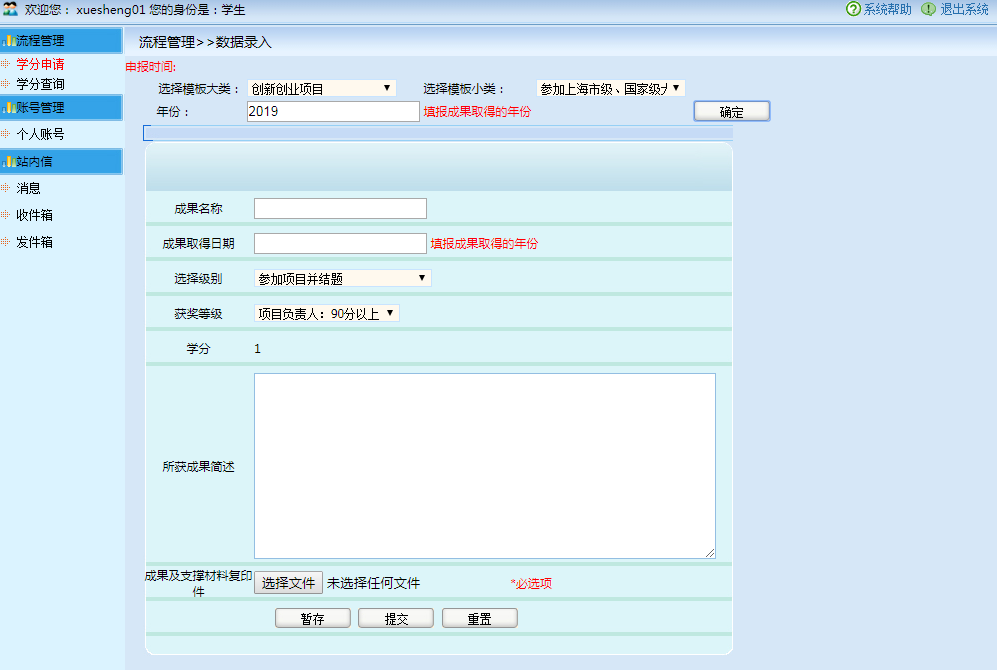 欢迎您： xuesheng01 您的身份是：学生
系统帮助 退出系统
流程管理
学分申请
学分查询
账号管理
个人账号
站内信
消息
收件箱
发件箱
流程管理>>数据录入
申报时间:
选择模板大类： 创新创业项目 选择模板小类： 参加上海市级、国家级
年份： 2019 填报成果取得的年份 确定
成果名称
成果取得日期 填报成果取得的年份
选择级别 参加项目并结题
获奖等级 项目负责人：90分以上
学分 1
所获成果简述
成果及支撑材料复印
件
选择文件 未选择任何文件 *必选项
暂存 提交 重置